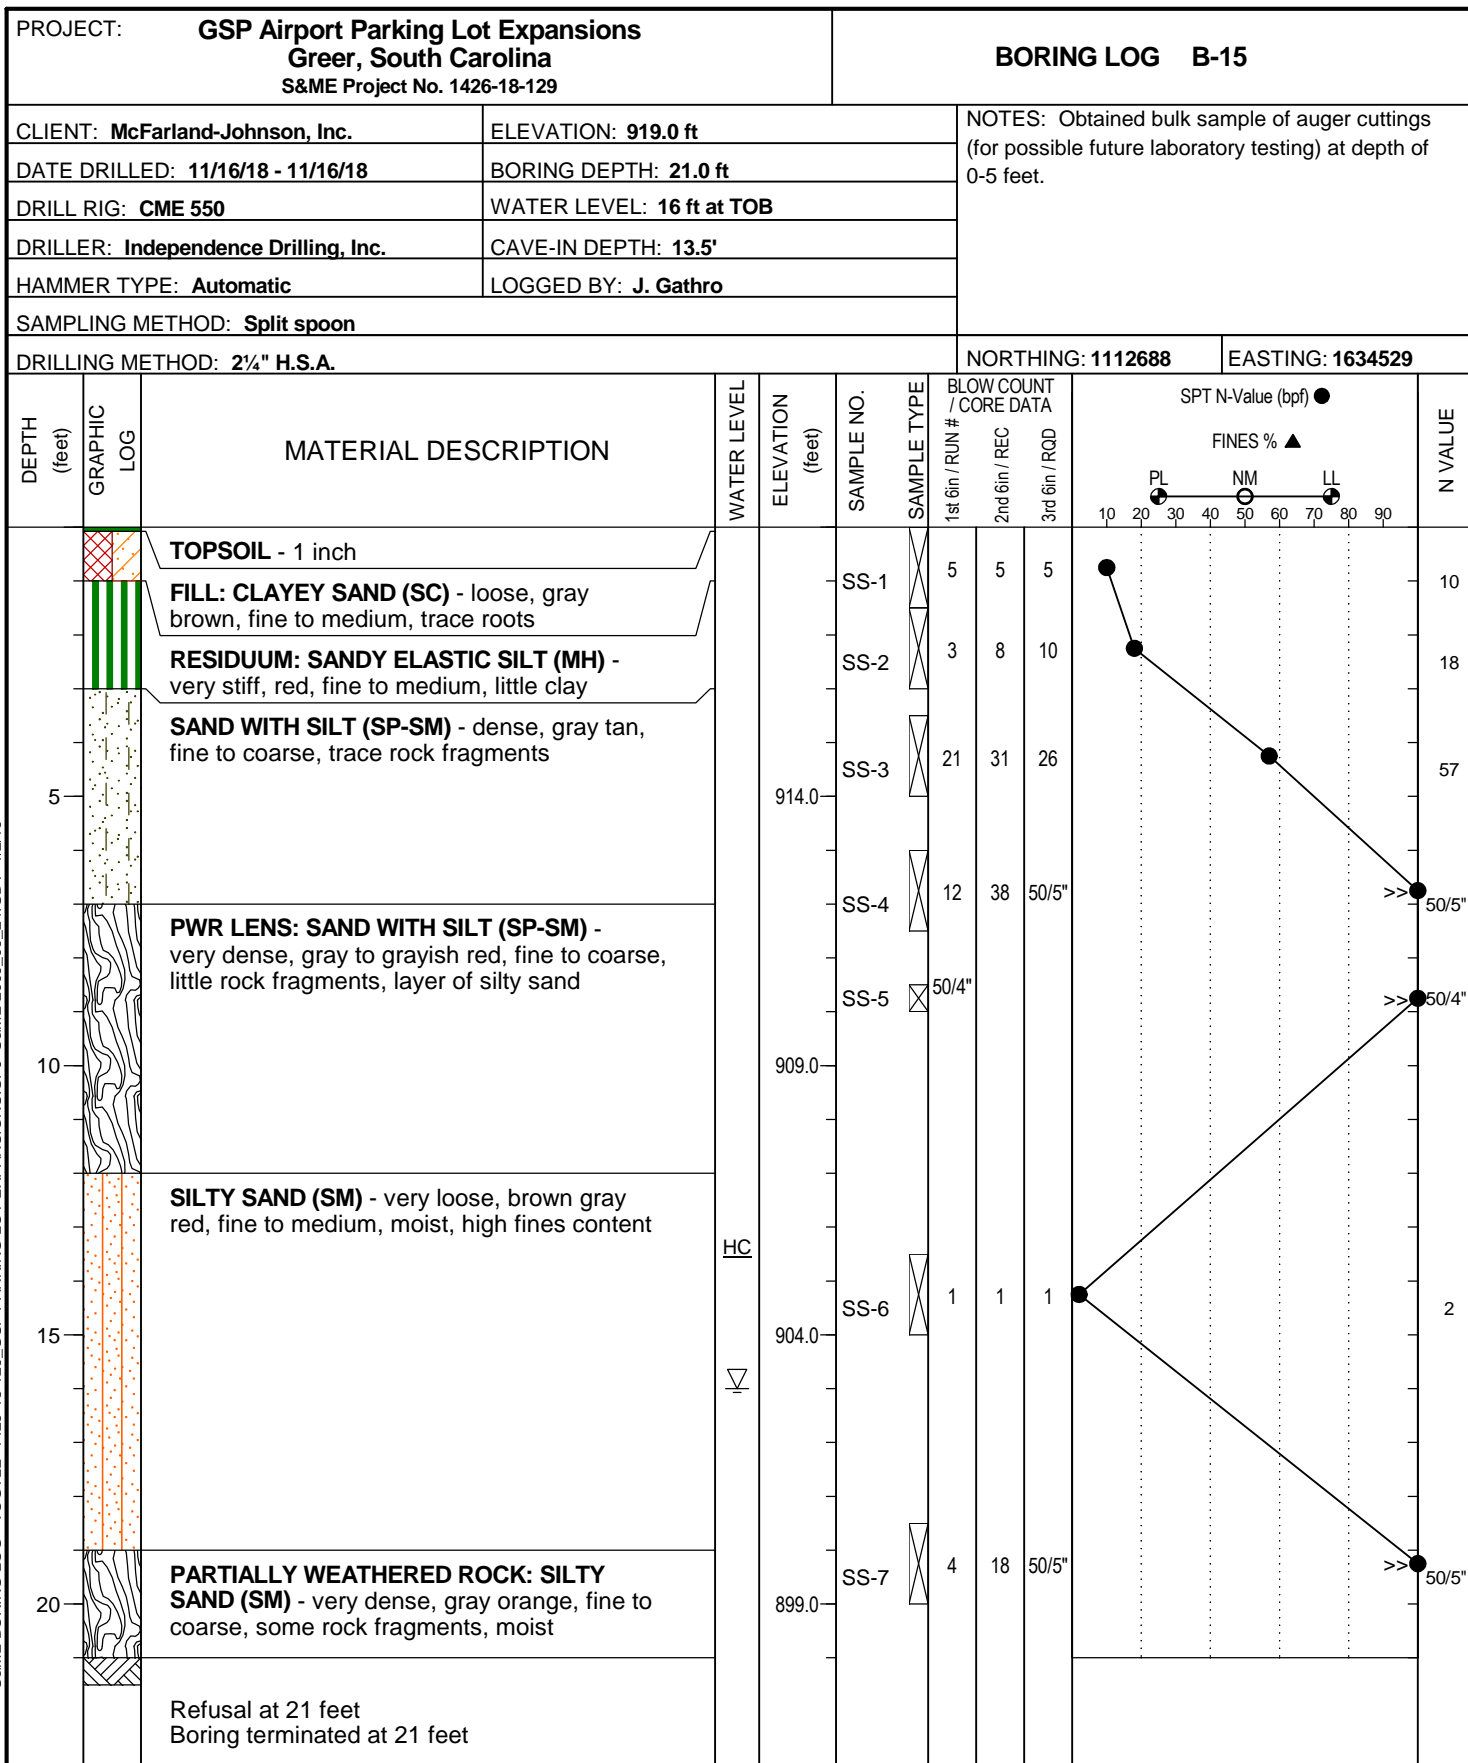 PROJECT: GSP Airport Parking Lot Expansions
Greer, South Carolina
S&ME Project No. 1426-18-129
BORING LOG B-15
CLIENT: McFarland-Johnson, Inc.
ELEVATION: 919.0 ft
NOTES: Obtained bulk sample of auger cuttings
(for possible future laboratory testing) at depth of
0-5 feet.
DATE DRILLED: 11/16/18 - 11/16/18
BORING DEPTH: 21.0 ft
DRILL RIG: CME 550
WATER LEVEL: 16 ft at TOB
DRILLER: Independence Drilling, Inc.
CAVE-IN DEPTH: 13.5'
HAMMER TYPE: Automatic
LOGGED BY: J. Gathro
SAMPLING METHOD: Split spoon
DRILLING METHOD: 2¼" H.S.A.
NORTHING: 1112688
EASTING: 1634529
DEPTH
(feet)
GRAPHIC
LOG
MATERIAL DESCRIPTION
WATER LEVEL
ELEVATION
(feet)
SAMPLE NO.
SAMPLE TYPE
BLOW COUNT
/ CORE DATA
1st 6in / RUN #
2nd 6in / REC
3rd 6in / RQD
SPT N-Value (bpf)
FINES %
PL NM LL
10 20 30 40 50 60 70 80 90
N VALUE
TOPSOIL - 1 inch
SS-1 5 5 5 10
FILL: CLAYEY SAND (SC) - loose, gray
brown, fine to medium, trace roots
SS-2 3 8 10 18
RESIDUUM: SANDY ELASTIC SILT (MH) -
very stiff, red, fine to medium, little clay
SAND WITH SILT (SP-SM) - dense, gray tan,
fine to coarse, trace rock fragments
SS-3 21 31 26 57
5 914.0
SS-4 12 38 50/5" >> 50/5"
PWR LENS: SAND WITH SILT (SP-SM) -
very dense, gray to grayish red, fine to coarse,
little rock fragments, layer of silty sand
SS-5 50/4" >> 50/4"
10 909.0
SILTY SAND (SM) - very loose, brown gray
red, fine to medium, moist, high fines content
HC
SS-6 1 1 1 2
15 904.0
PARTIALLY WEATHERED ROCK: SILTY
SAND (SM) - very dense, gray orange, fine to
coarse, some rock fragments, moist
SS-7 4 18 50/5" >> 50/5"
20 899.0
Refusal at 21 feet
Boring terminated at 21 feet